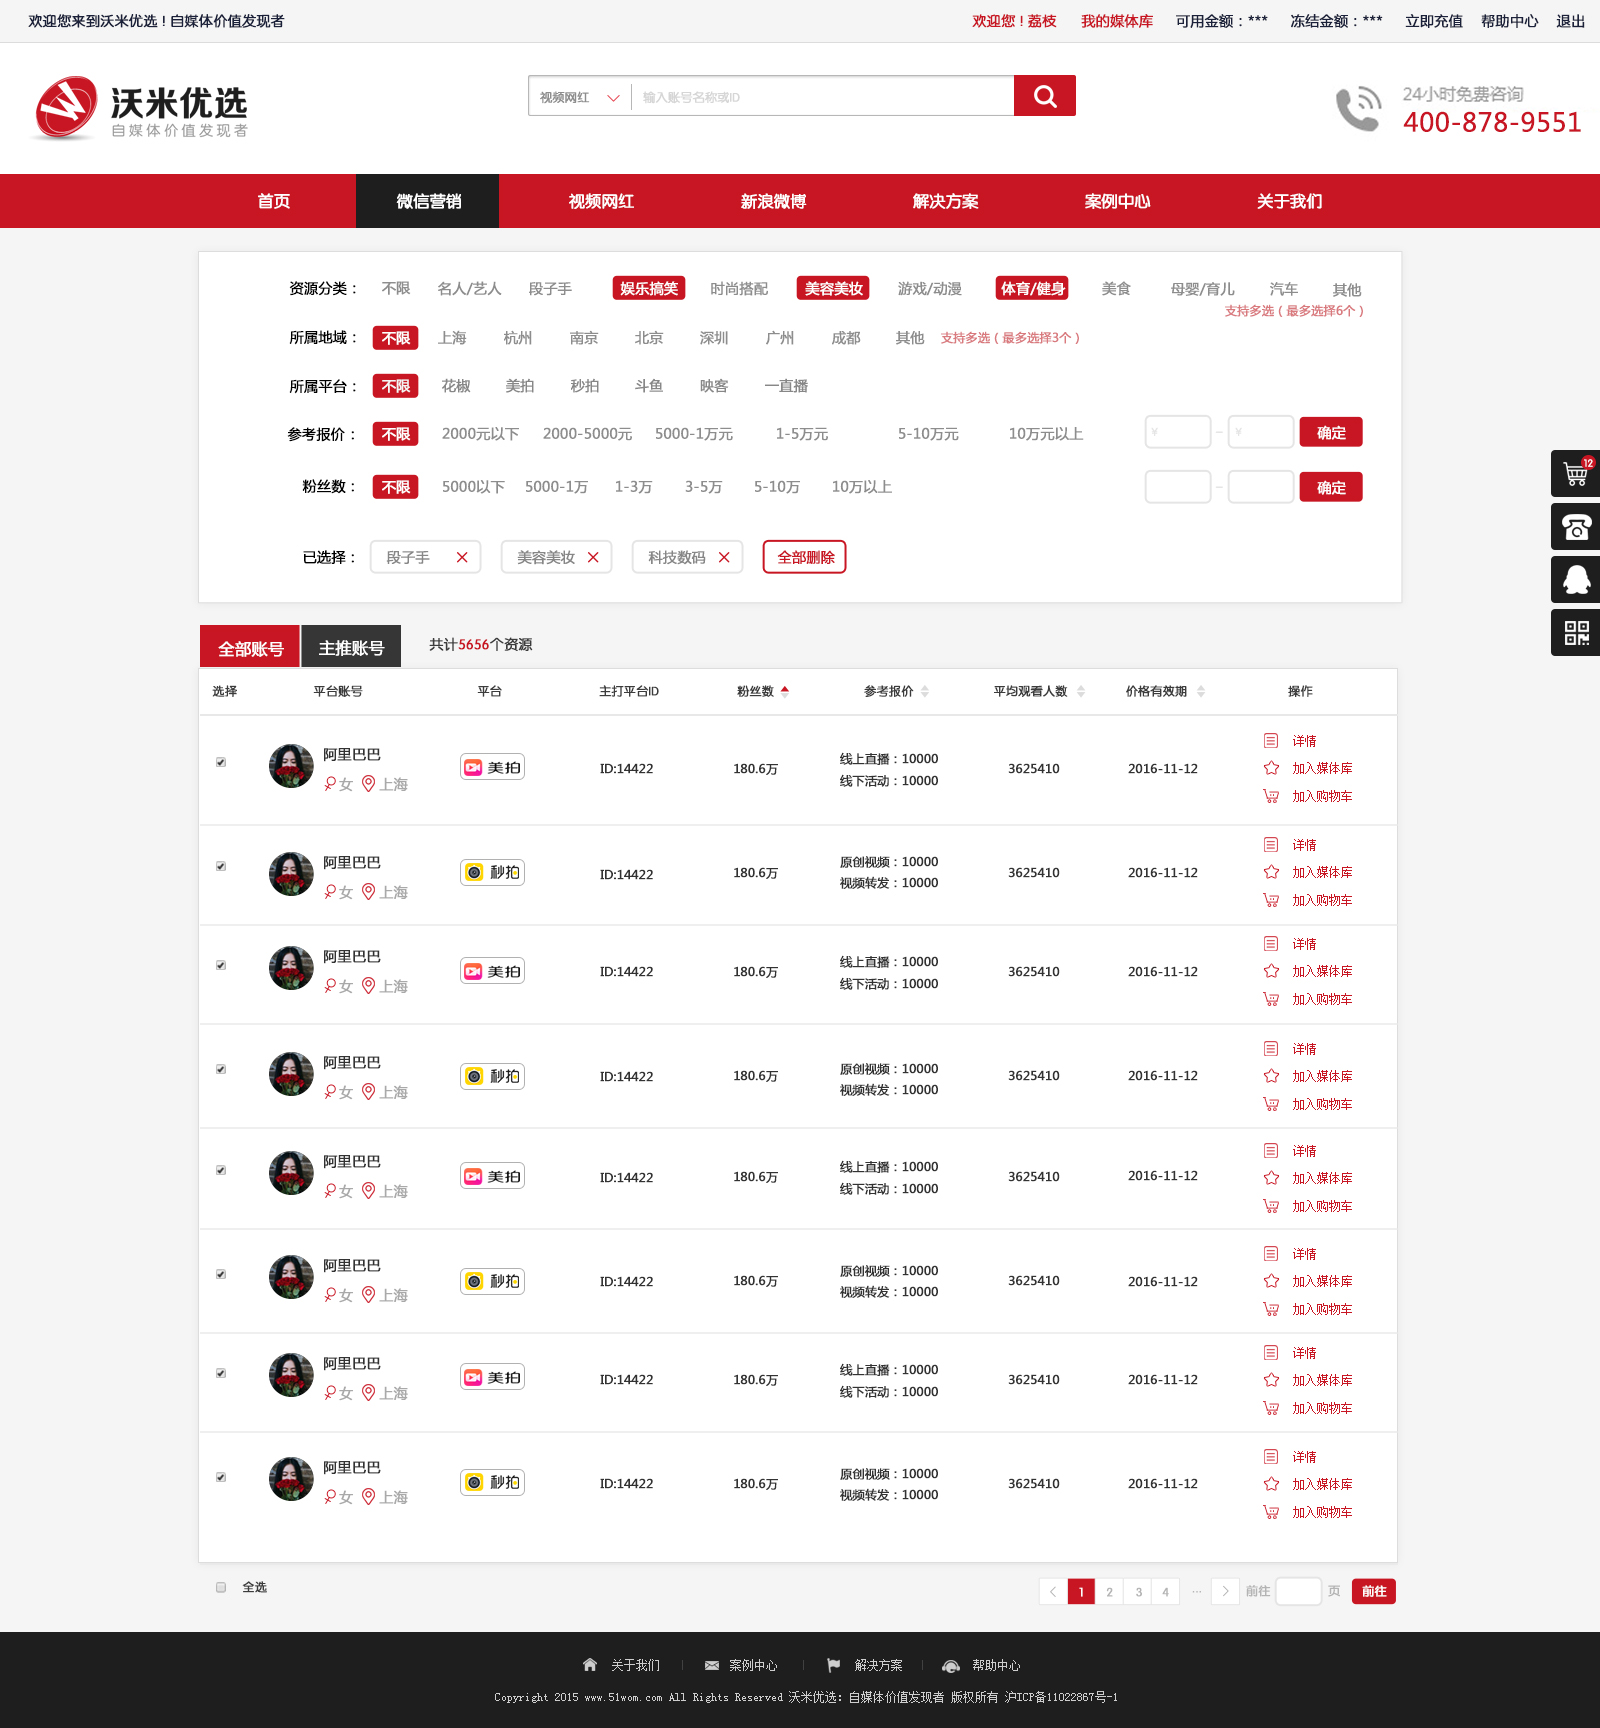 欢迎您来到沃米优选！自媒体价值发现者
欢迎您！荔枝 我的媒体库 可用金额：*** 冻结金额：*** 立即充值 帮助中心 退出
沃米优选
自媒体价值发现者
视频网红 输入账号名称或ID
24小时免费咨询
400-878-9551
首页 微信营销 视频网红 新浪微博 解决方案 案例中心 关于我们
资源分类： 不限 名人/艺人 段子手 娱乐搞笑 时尚搭配 美容美妆 游戏/动漫 体育/健身 美食 母婴/育儿 汽车 其他
支持多选（最多选择6个）
所属地域： 不限 上海 杭州 南京 北京 深圳 广州 成都 其他 支持多选（最多选择3个）
所属平台： 不限 花椒 美拍 秒拍 斗鱼 映客 一直播
参考报价： 不限 2000元以下 2000-5000元 5000-1万元 1-5万元 5-10万元 10万元以上 ¥ - ¥ 确定
粉丝数： 不限 5000以下 5000-1万 1-3万 3-5万 5-10万 10万以上 - 确定
已选择： 段子手 美容美妆 科技数码 全部删除
12
全部账号 主推账号 共计5656个资源
选择 平台账号 平台 主打平台ID 粉丝数 参考报价 平均观看人数 价格有效期 操作
阿里巴巴
女 上海
美拍
ID:14422
180.6万
线上直播：10000
线下活动：10000
3625410
2016-11-12
详情
加入媒体库
加入购物车
阿里巴巴
女 上海
秒拍
ID:14422
180.6万
原创视频：10000
视频转发：10000
3625410
2016-11-12
详情
加入媒体库
加入购物车
阿里巴巴
女 上海
美拍
ID:14422
180.6万
线上直播：10000
线下活动：10000
3625410
2016-11-12
详情
加入媒体库
加入购物车
阿里巴巴
女 上海
秒拍
ID:14422
180.6万
原创视频：10000
视频转发：10000
3625410
2016-11-12
详情
加入媒体库
加入购物车
阿里巴巴
女 上海
美拍
ID:14422
180.6万
线上直播：10000
线下活动：10000
3625410
2016-11-12
详情
加入媒体库
加入购物车
阿里巴巴
女 上海
秒拍
ID:14422
180.6万
原创视频：10000
视频转发：10000
3625410
2016-11-12
详情
加入媒体库
加入购物车
阿里巴巴
女 上海
美拍
ID:14422
180.6万
线上直播：10000
线下活动：10000
3625410
2016-11-12
详情
加入媒体库
加入购物车
阿里巴巴
女 上海
秒拍
ID:14422
180.6万
原创视频：10000
视频转发：10000
3625410
2016-11-12
详情
加入媒体库
加入购物车
全选
1 2 3 4 ... 前往 页 前往
关于我们 案例中心 解决方案 帮助中心
Copyright 2015 www.51wom.com All Rights Reserved 沃米优选：自媒体价值发现者 版权所有 沪ICP备11022867号-1